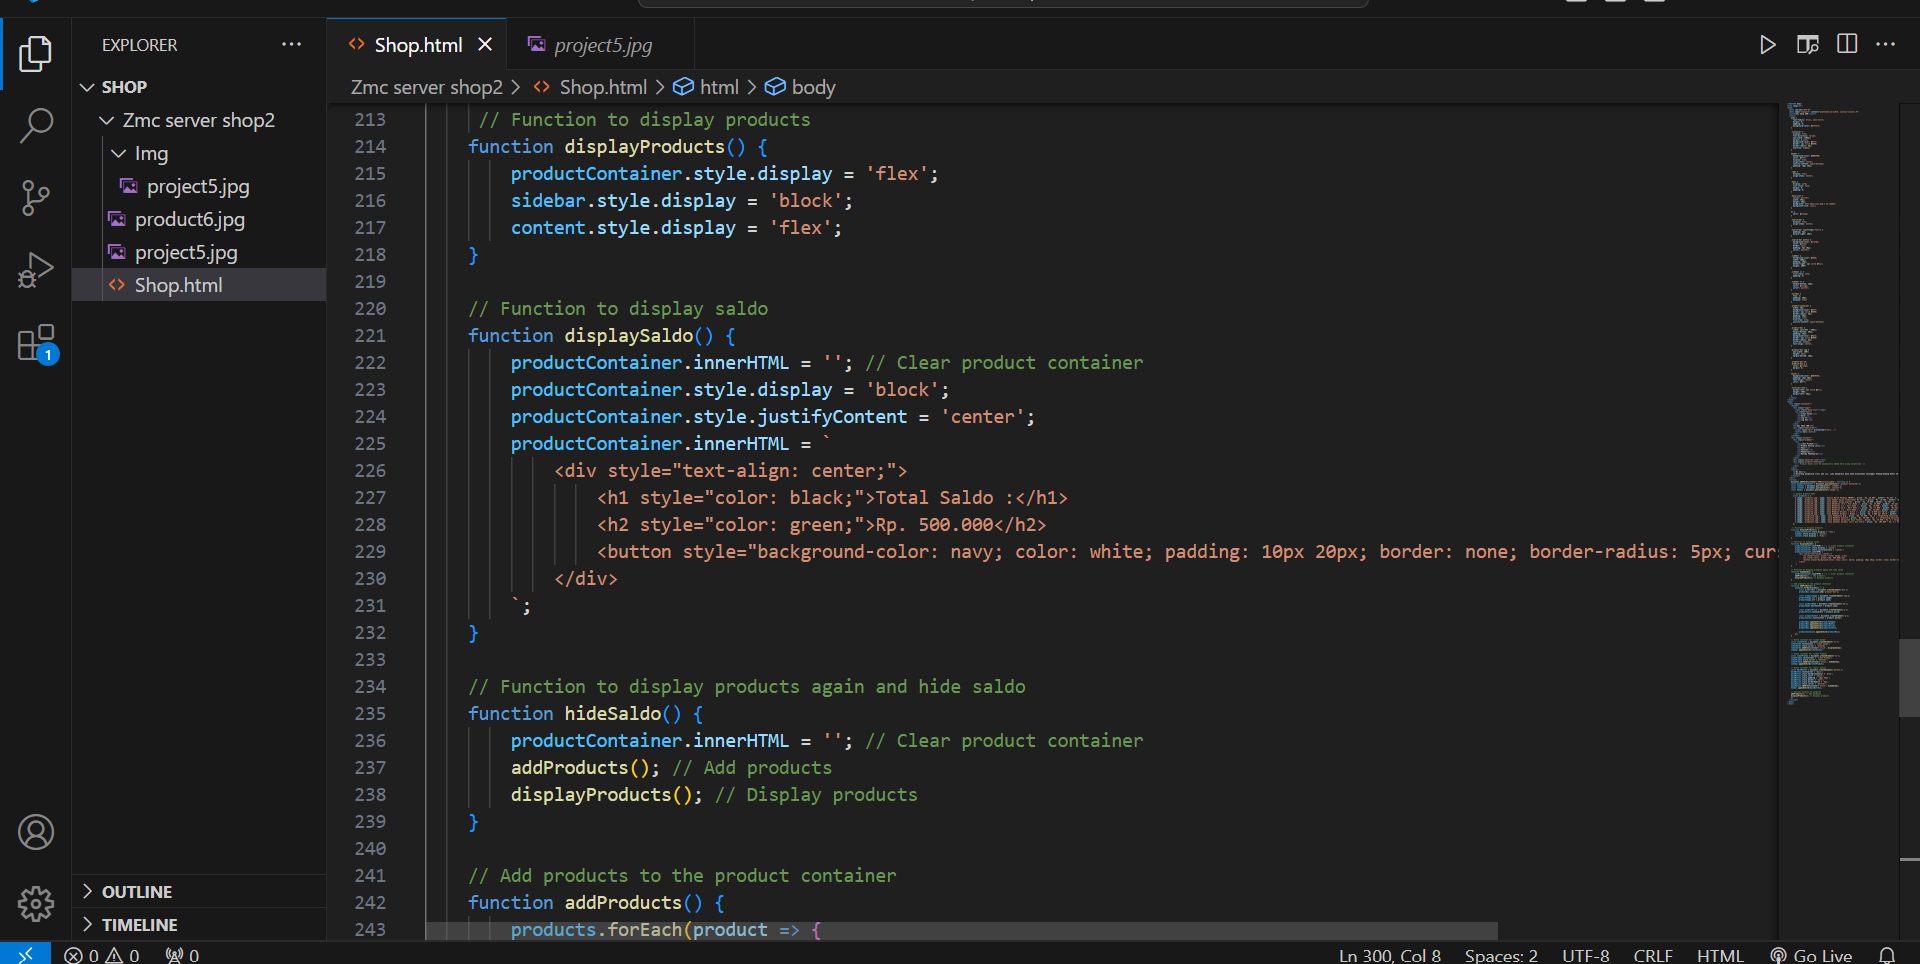 EXPLORER
SHOP
Zmc server shop2
Img
project5.jpg
product6.jpg
project5.jpg
Shop.html
1
OUTLINE
TIMELINE
Shop.html
project5.jpg
Zmc server shop2 > Shop.html > html > body
213 // Function to display products
214 function displayProducts() {
215 productContainer.style.display = 'flex';
216 sidebar.style.display = 'block';
217 content.style.display = 'flex';
218 }
219
220 // Function to display saldo
221 function displaySaldo() {
222 productContainer.innerHTML = ''; // Clear product container
223 productContainer.style.display = 'block';
224 productContainer.style.justifyContent = 'center';
225 productContainer.innerHTML = `
226 <div style="text-align: center;">
227 <h1 style="color: black;">Total Saldo :</h1>
228 <h2 style="color: green;">Rp. 500.000</h2>
229 <button style="background-color: navy; color: white; padding: 10px 20px; border: none; border-radius: 5px; cur
230 </div>
231 `;
232 }
233
234 // Function to display products again and hide saldo
235 function hideSaldo() {
236 productContainer.innerHTML = ''; // Clear product container
237 addProducts(); // Add products
238 displayProducts(); // Display products
239 }
240
241 // Add products to the product container
242 function addProducts() {
243 products.forEach(product => {
0 0 0 Ln 300, Col 8 Spaces: 2 UTF-8 CRLF HTML Go Live